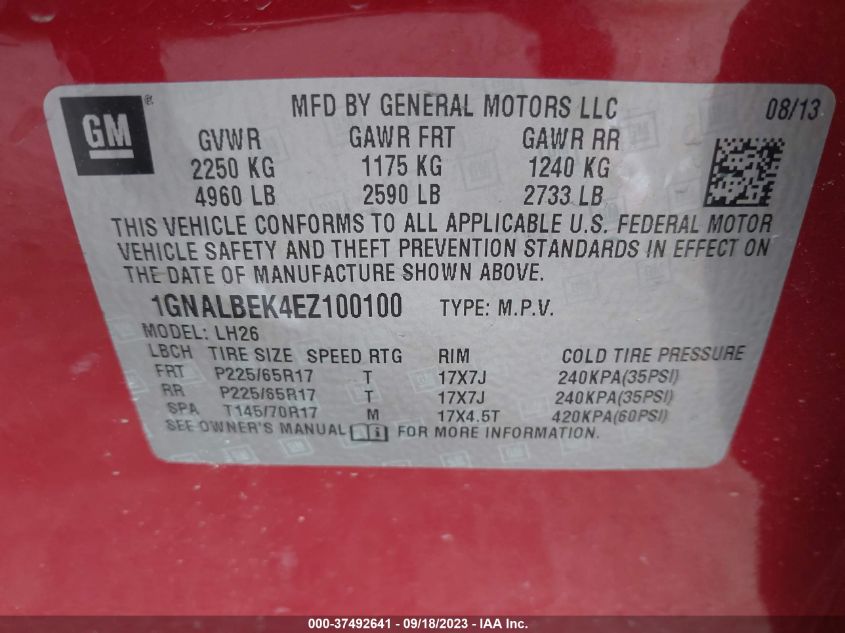 GM ®
MFD BY GENERAL MOTORS LLC 08/13
GVWR GAWR FRT GAWR RR
2250 KG 1175 KG 1240 KG
4960 LB 2590 LB 2733 LB
THIS VEHICLE CONFORMS TO ALL APPLICABLE U.S. FEDERAL MOTOR
VEHICLE SAFETY AND THEFT PREVENTION STANDARDS IN EFFECT ON
THE DATE OF MANUFACTURE SHOWN ABOVE.
1GNALBEK4EZ100100 TYPE: M.P.V.
MODEL: LH26
LBCH TIRE SIZE SPEED RTG RIM COLD TIRE PRESSURE
FRT P225/65R17 T 17X7J 240KPA(35PSI)
RR P225/65R17 T 17X7J 240KPA(35PSI)
SPA T145/70R17 M 17X4.5T 420KPA(60PSI)
SEE OWNER'S MANUAL FOR MORE INFORMATION.
000-37492641 - 09/18/2023 - IAA Inc.